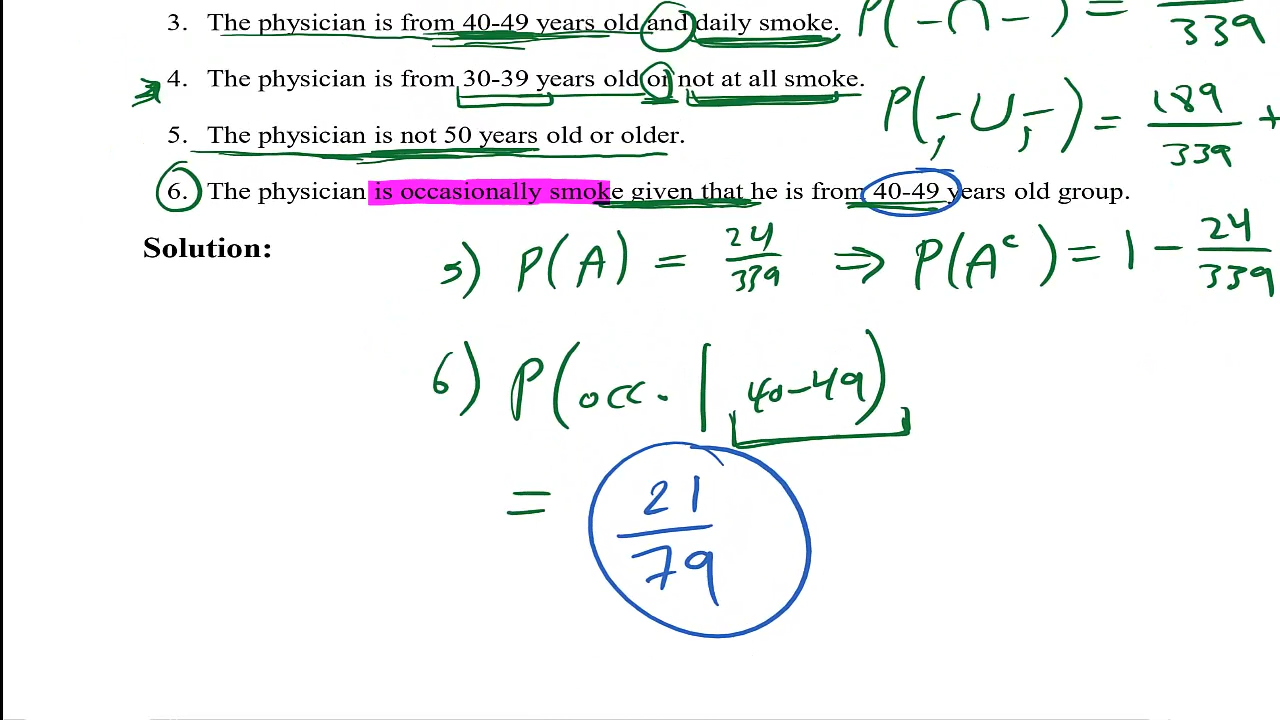 3. The physician is from 40-49 years old and daily smoke. P( - ∩ - ) = / 339
4. The physician is from 30-39 years old or not at all smoke. P( - ∪ - ) = 189 / 339 +
5. The physician is not 50 years old or older.
6. The physician is occasionally smoke given that he is from 40-49 years old group.
Solution:
5) P(A) = 24 / 339 ⇒ P(Aᶜ) = 1 - 24 / 339
6) P(occ. | 40-49)
= 21 / 79